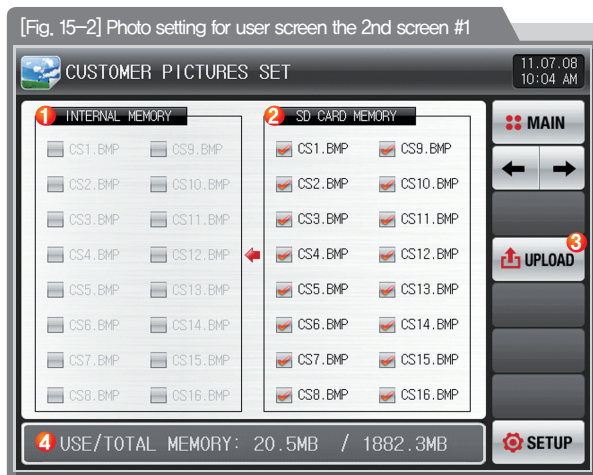 [Fig. 15-2] Photo setting for user screen the 2nd screen #1
CUSTOMER PICTURES SET
11.07.08
10:04 AM
1 INTERNAL MEMORY
CS1.BMP CS9.BMP
CS2.BMP CS10.BMP
CS3.BMP CS11.BMP
CS4.BMP CS12.BMP
CS5.BMP CS13.BMP
CS6.BMP CS14.BMP
CS7.BMP CS15.BMP
CS8.BMP CS16.BMP
2 SD CARD MEMORY
CS1.BMP CS9.BMP
CS2.BMP CS10.BMP
CS3.BMP CS11.BMP
CS4.BMP CS12.BMP
CS5.BMP CS13.BMP
CS6.BMP CS14.BMP
CS7.BMP CS15.BMP
CS8.BMP CS16.BMP
MAIN
3
UPLOAD
4 USE/TOTAL MEMORY: 20.5MB / 1882.3MB
SETUP